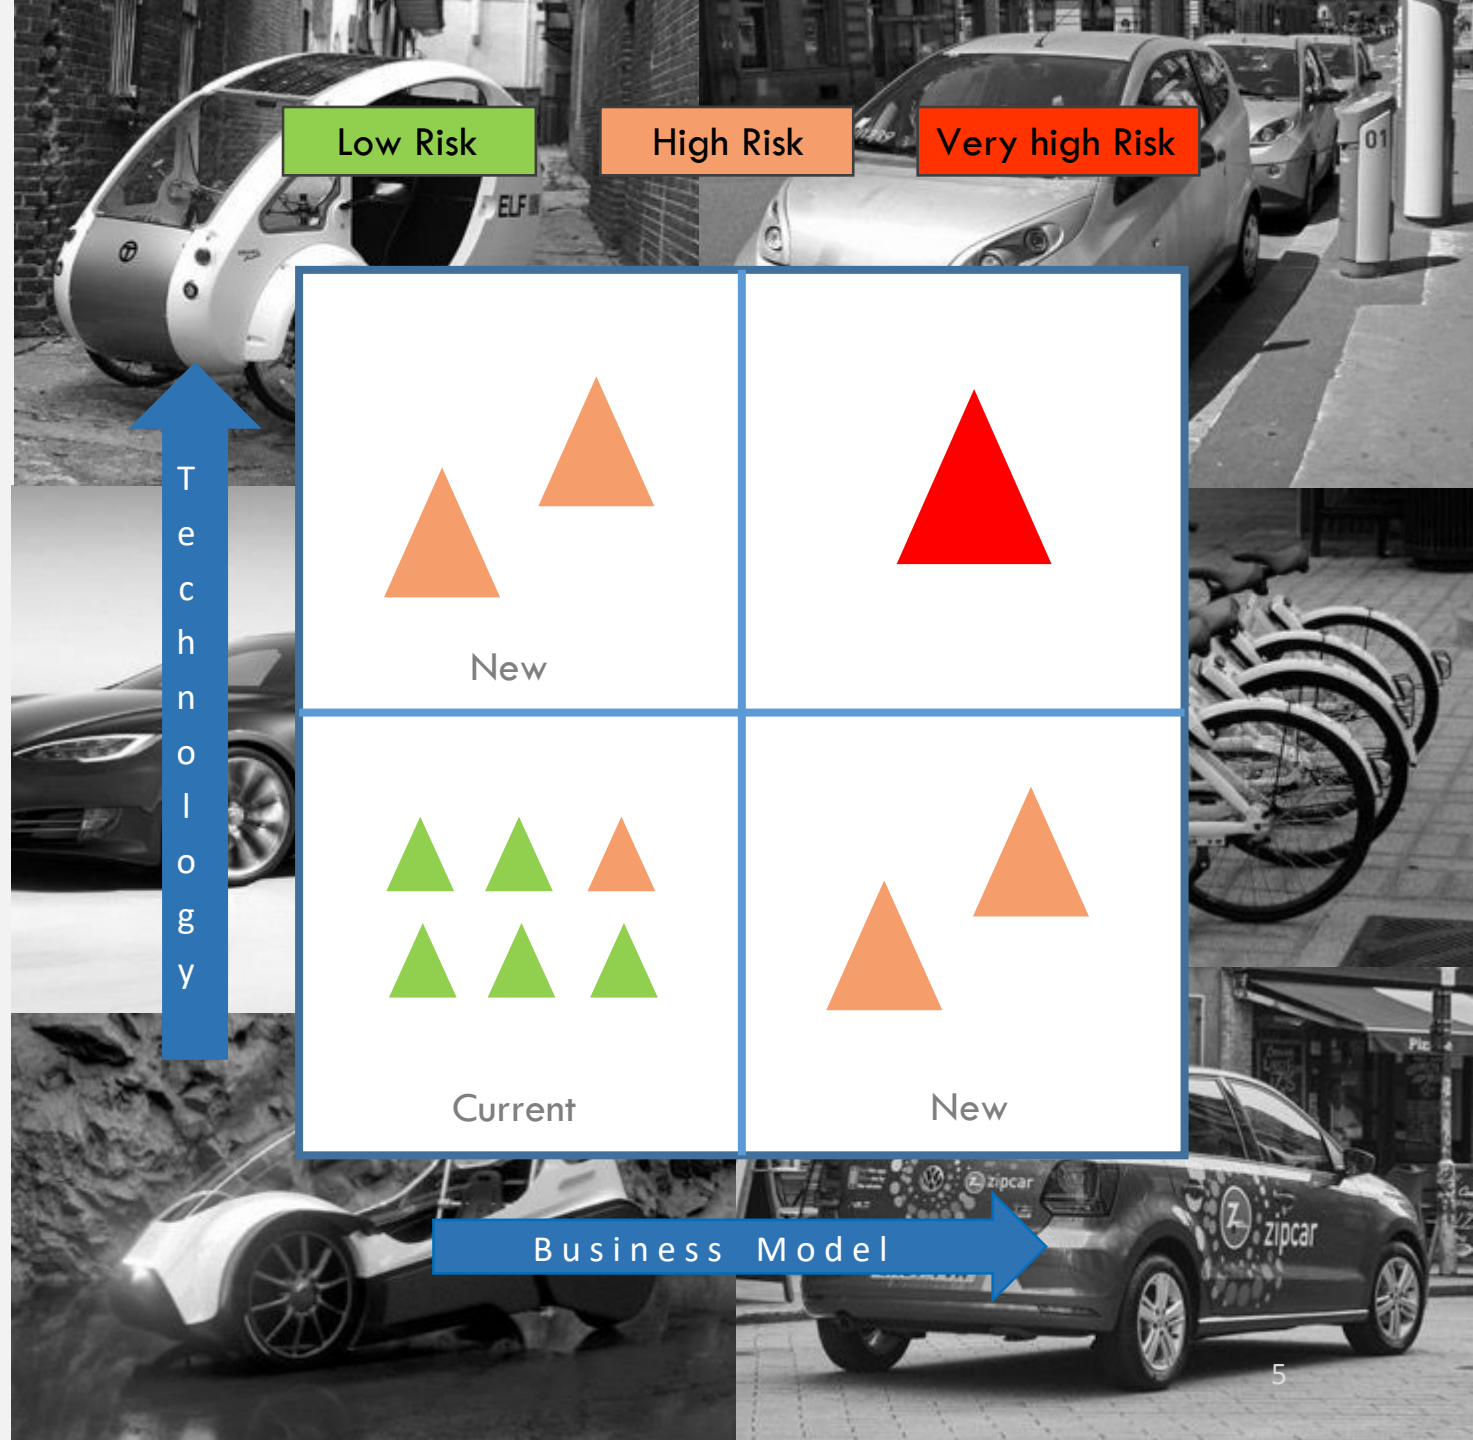 Low Risk
High Risk
Very high Risk
ELF
01
Technology
New
Current
New
zipcar
zipcar
Business Model
5